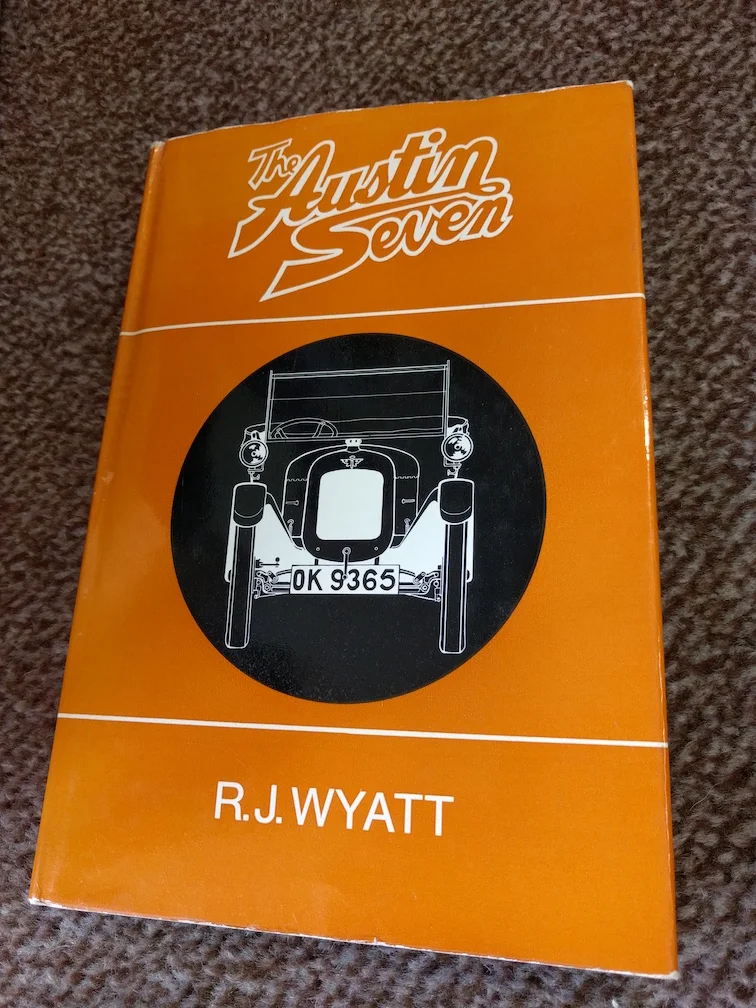 The Austin
Seven
OK 9365
R.J. WYATT